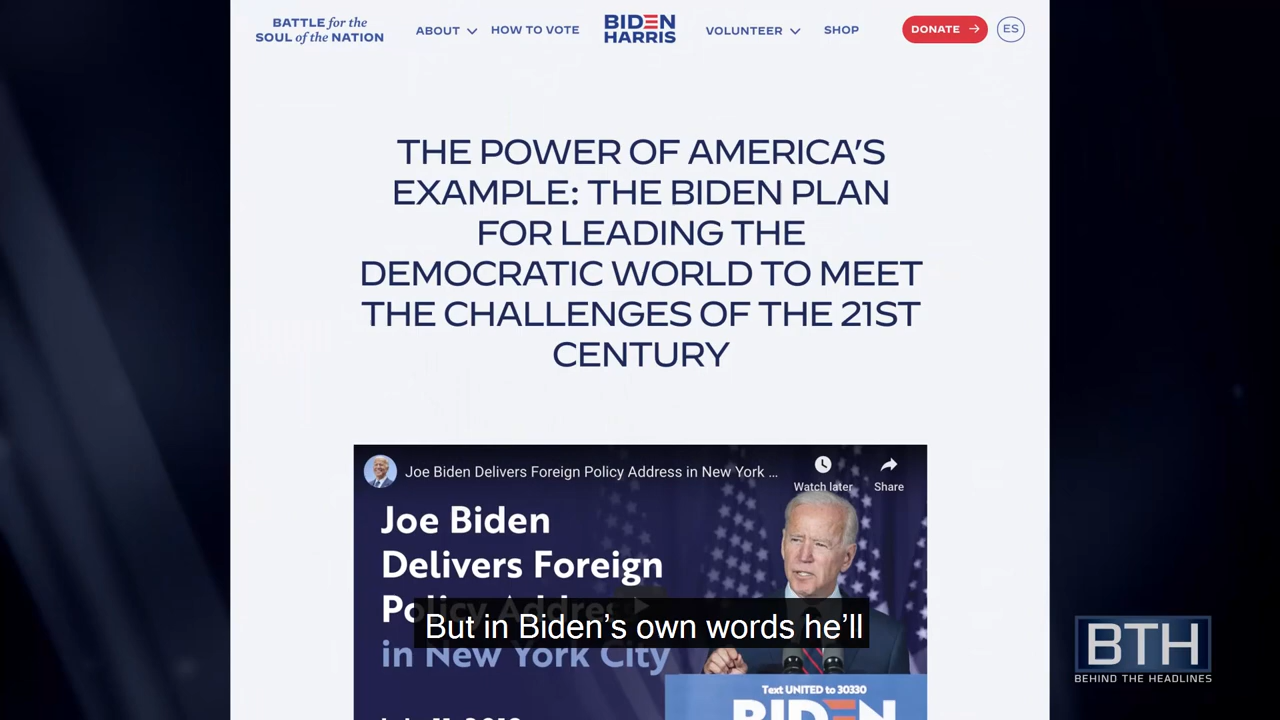 BATTLE for the
SOUL of the NATION
ABOUT
HOW TO VOTE
BIDEN
HARRIS
VOLUNTEER
SHOP
DONATE →
ES
THE POWER OF AMERICA'S
EXAMPLE: THE BIDEN PLAN
FOR LEADING THE
DEMOCRATIC WORLD TO MEET
THE CHALLENGES OF THE 21ST
CENTURY
Joe Biden Delivers Foreign Policy Address in New York ...
Watch later
Share
Joe Biden
Delivers Foreign
Policy Address
in New York City
But in Biden’s own words he’ll
Text UNITED to 30330
BIDEN
BTH
BEHIND THE HEADLINES